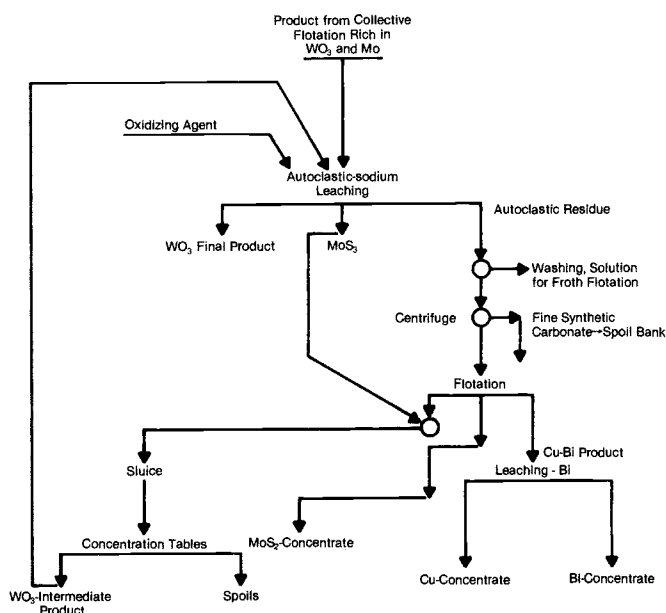 Product from Collective
Flotation Rich in
WO3 and Mo
Oxidizing Agent
Autoclastic-sodium
Leaching
Autoclastic Residue
WO3 Final Product
MoS3
Washing, Solution
for Froth Flotation
Centrifuge
Fine Synthetic
Carbonate→Spoil Bank
Flotation
Cu-Bi Product
Leaching - Bi
Sluice
Concentration Tables
MoS2-Concentrate
WO3-Intermediate
Product
Spoils
Cu-Concentrate
BI-Concentrate